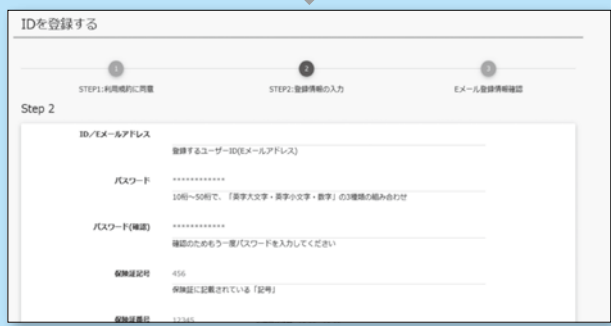 IDを登録する
1
2
3
STEP1:利用規約に同意
STEP2:登録情報の入力
Eメール登録情報確認
Step 2
ID/Eメールアドレス
登録するユーザーID(Eメールアドレス)
パスワード
************
10桁～50桁で、「英字大文字・英字小文字・数字」の3種類の組み合わせ
パスワード(確認)
************
確認のためもう一度パスワードを入力してください
保険証記号
456
保険証に記載されている「記号」
保険証番号
12345